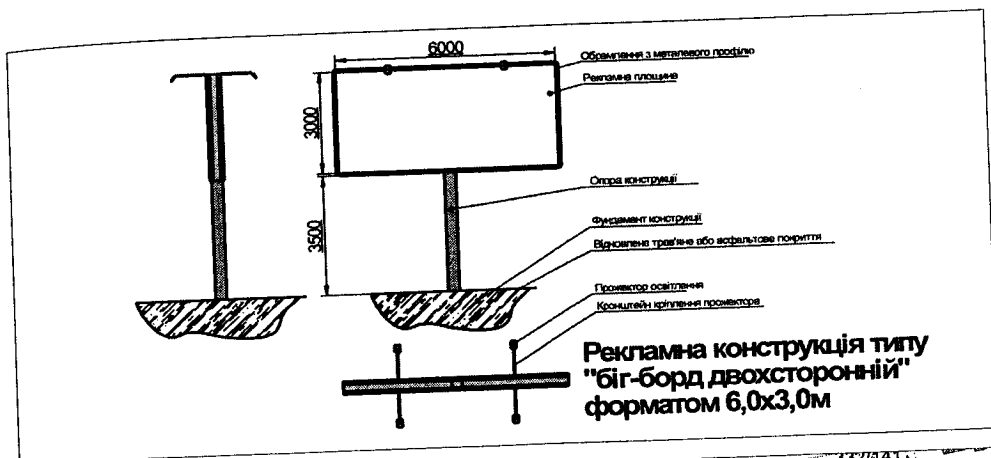 6000
Обрамлення з металевого профілю
Рекламна площина
3000
Опора конструкції
3500
Фундамент конструкції
Відновлене трав'яне або асфальтове покриття
Прожектор освітлення
Кронштейн кріплення прожектора
Рекламна конструкція типу
"біг-борд двохсторонній"
форматом 6,0х3,0м